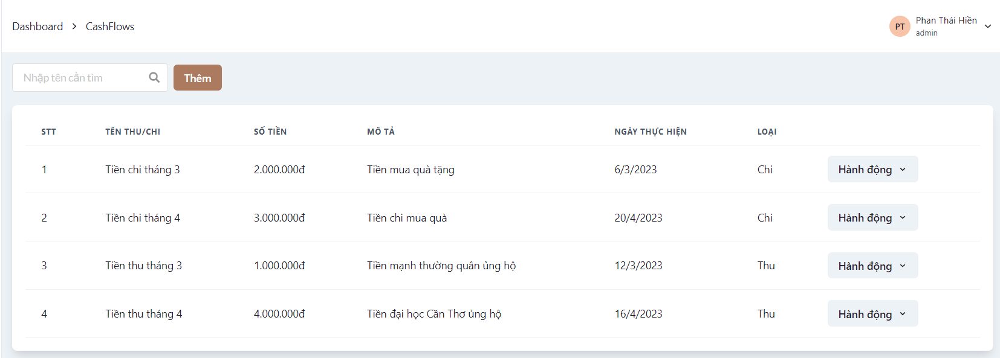 Dashboard > CashFlows
PT
Phan Thái Hiền
admin
Nhập tên cần tìm
Thêm
STT TÊN THU/CHI SỐ TIỀN MÔ TẢ NGÀY THỰC HIỆN LOẠI
1 Tiền chi tháng 3 2.000.000đ Tiền mua quà tặng 6/3/2023 Chi Hành động
2 Tiền chi tháng 4 3.000.000đ Tiền chi mua quà 20/4/2023 Chi Hành động
3 Tiền thu tháng 3 1.000.000đ Tiền mạnh thường quân ủng hộ 12/3/2023 Thu Hành động
4 Tiền thu tháng 4 4.000.000đ Tiền đại học Cần Thơ ủng hộ 16/4/2023 Thu Hành động